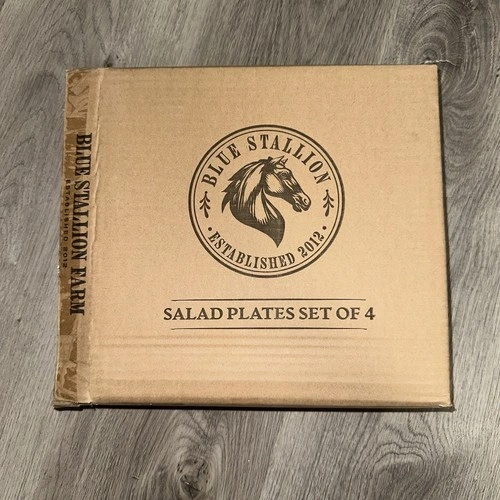 BLUE STALLION
• ESTABLISHED 2012 •
SALAD PLATES SET OF 4
BLUE STALLION FARM
ESTABLISHED 2012